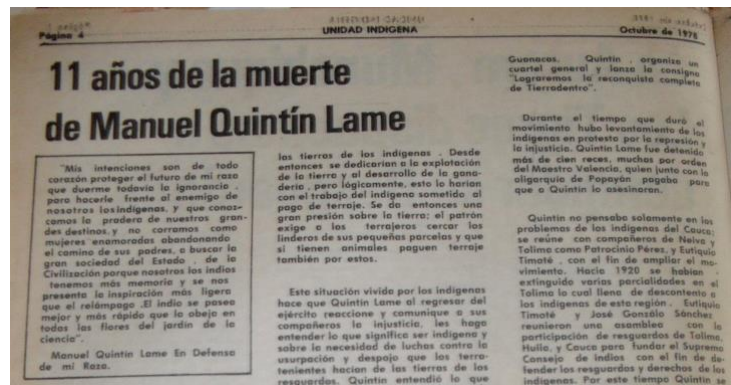 Página 4
UNIDAD INDIGENA
Octubre de 1978
11 años de la muerte
de Manuel Quintín Lame
"Mis intenciones son de todo
corazón proteger el futuro de mi raza
que duerme todavía la ignorancia ,
para hacerle frente al enemigo de
nosotros los indígenas, y que conoz-
camos la pradera de nuestros gran-
des destinos, y no corramos como
mujeres enamoradas abandonando
el camino de sus padres, a buscar la
gran sociedad del Estado , de la
Civilización porque nosotros los indios
tenemos más memoria y se nos
presenta la inspiración más ligera
que el relámpago .El indio se pasea
mejor y más rápido que la abeja en
todas las flores del jardín de la
ciencia".
Manuel Quintín Lame En Defensa
de mi Raza.
las tierras de los indígenas . Desde
entonces se dedicarían a la explotación
de la tierra y al desarrollo de la gana-
dería , pero lógicamente, esto lo harían
con el trabajo del indígena sometido al
pago de terraje. Se da entonces una
gran presión sobre la tierra; el patrón
exige a los terrajeros cercar los
linderos de sus pequeñas parcelas y que
si tienen animales paguen terraje
también por estos.
Esta situación vivida por los indígenas
hace que Quintín Lame al regresar del
ejército reaccione y comunique a sus
compañeros la injusticia, les haga
entender lo que significa ser indígena y
sobre la necesidad de luchas contra la
usurpación y despojo que los terra-
tenientes hacían de las tierras de los
resguardos. Quintín entendió lo que
Guanacas. Quintín , organiza un
cuartel general y lanza la consigna
"Lograremos la reconquista completa
de Tierradentro".
Durante el tiempo que duró el
movimiento hubo levantamiento de los
indígenas en protesta por la represión y
la injusticia. Quintín Lame fue detenido
más de cien reces, muchas por orden
del Maestro Valencia, quien junto con la
oligarquía de Popayán pagaba para
que a Quintín lo asesinaran.
Quintín no pensaba solamente en los
problemas de los indígenas del Cauca;
se reúne con compañeros de Neiva y
Tolima como Patrocinio Pérez, y Eutiquio
Timoté , con el fin de ampliar el mo-
vimiento. Hacia 1920 se habían
extinguido varias parcialidades en el
Tolima lo cual llena de descontento a
los indígenas de esta región . Eutiquio
Timoté y José Gonzálo Sánchez
reunieron una asamblea con la
participación de resguardos de Tolima,
Huila, y Cauca para fundar el Supremo
Consejo de Indios con el fin de de-
fender los resguardos y derechos de los
indígenas. Por este tiempo Quintín se